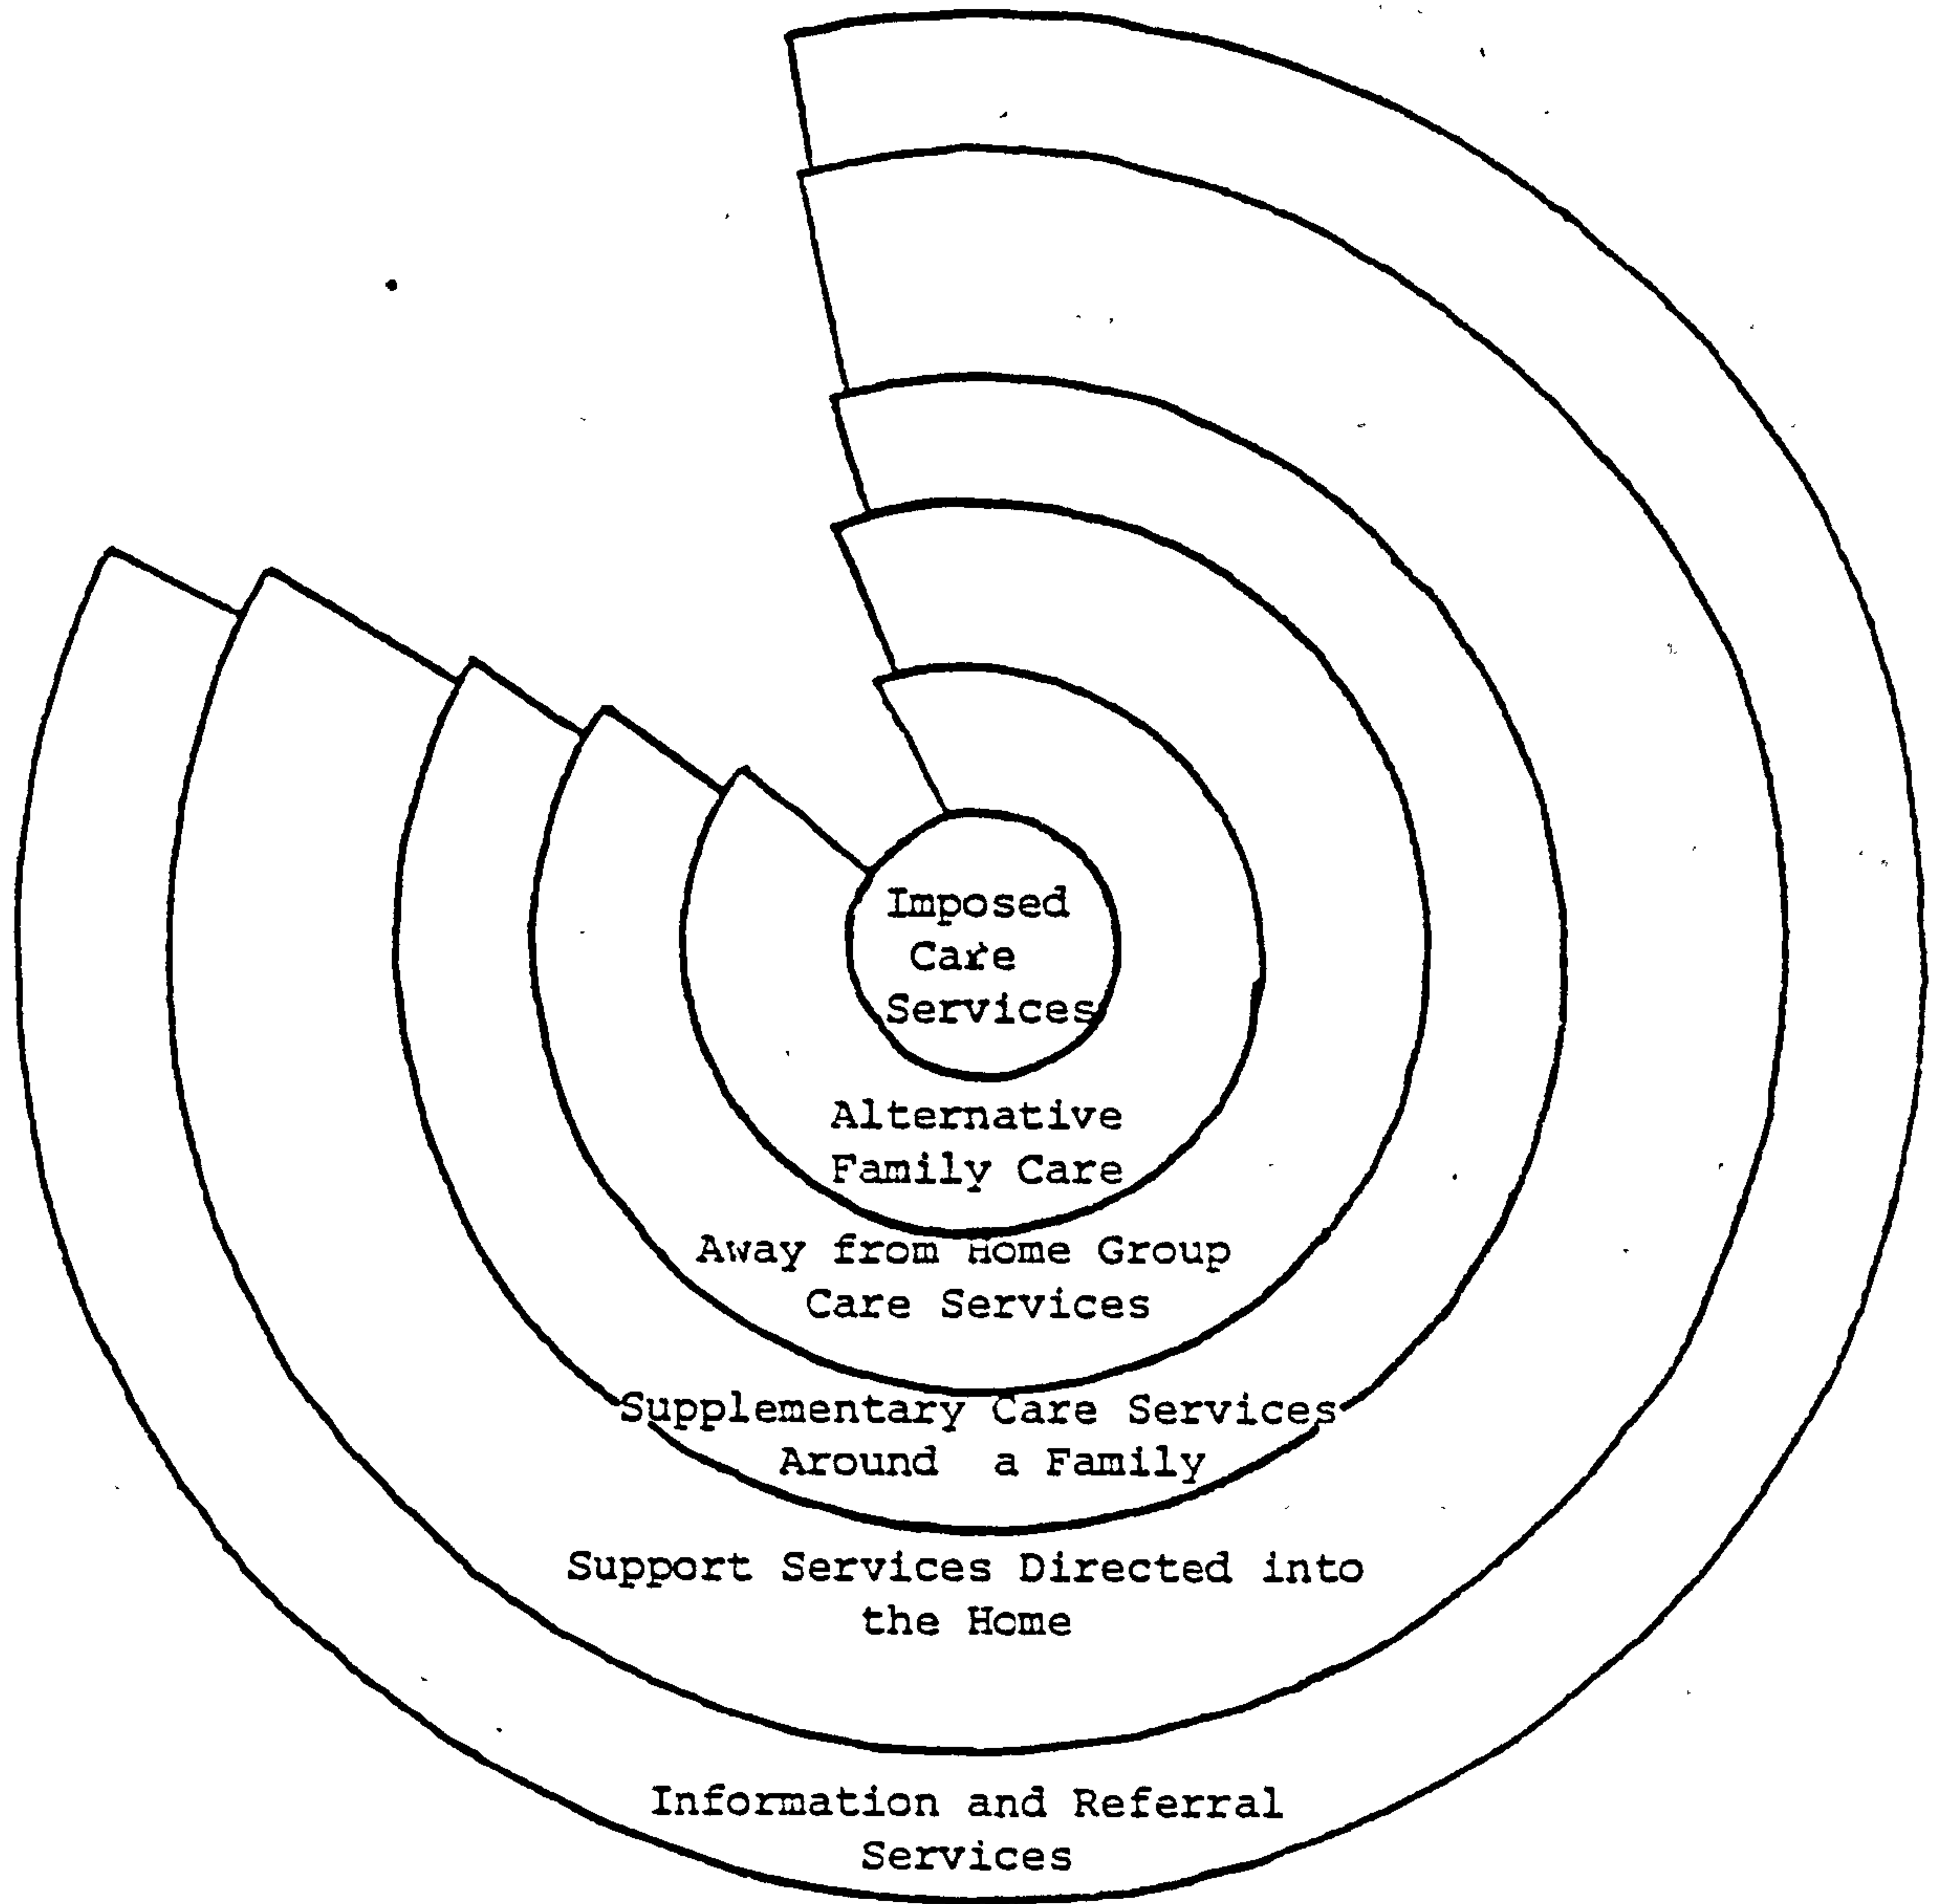 Imposed
Care
Services
Alternative
Family Care
Away from Home Group
Care Services
Supplementary Care Services
Around a Family
Support Services Directed into
the Home
Information and Referral
Services